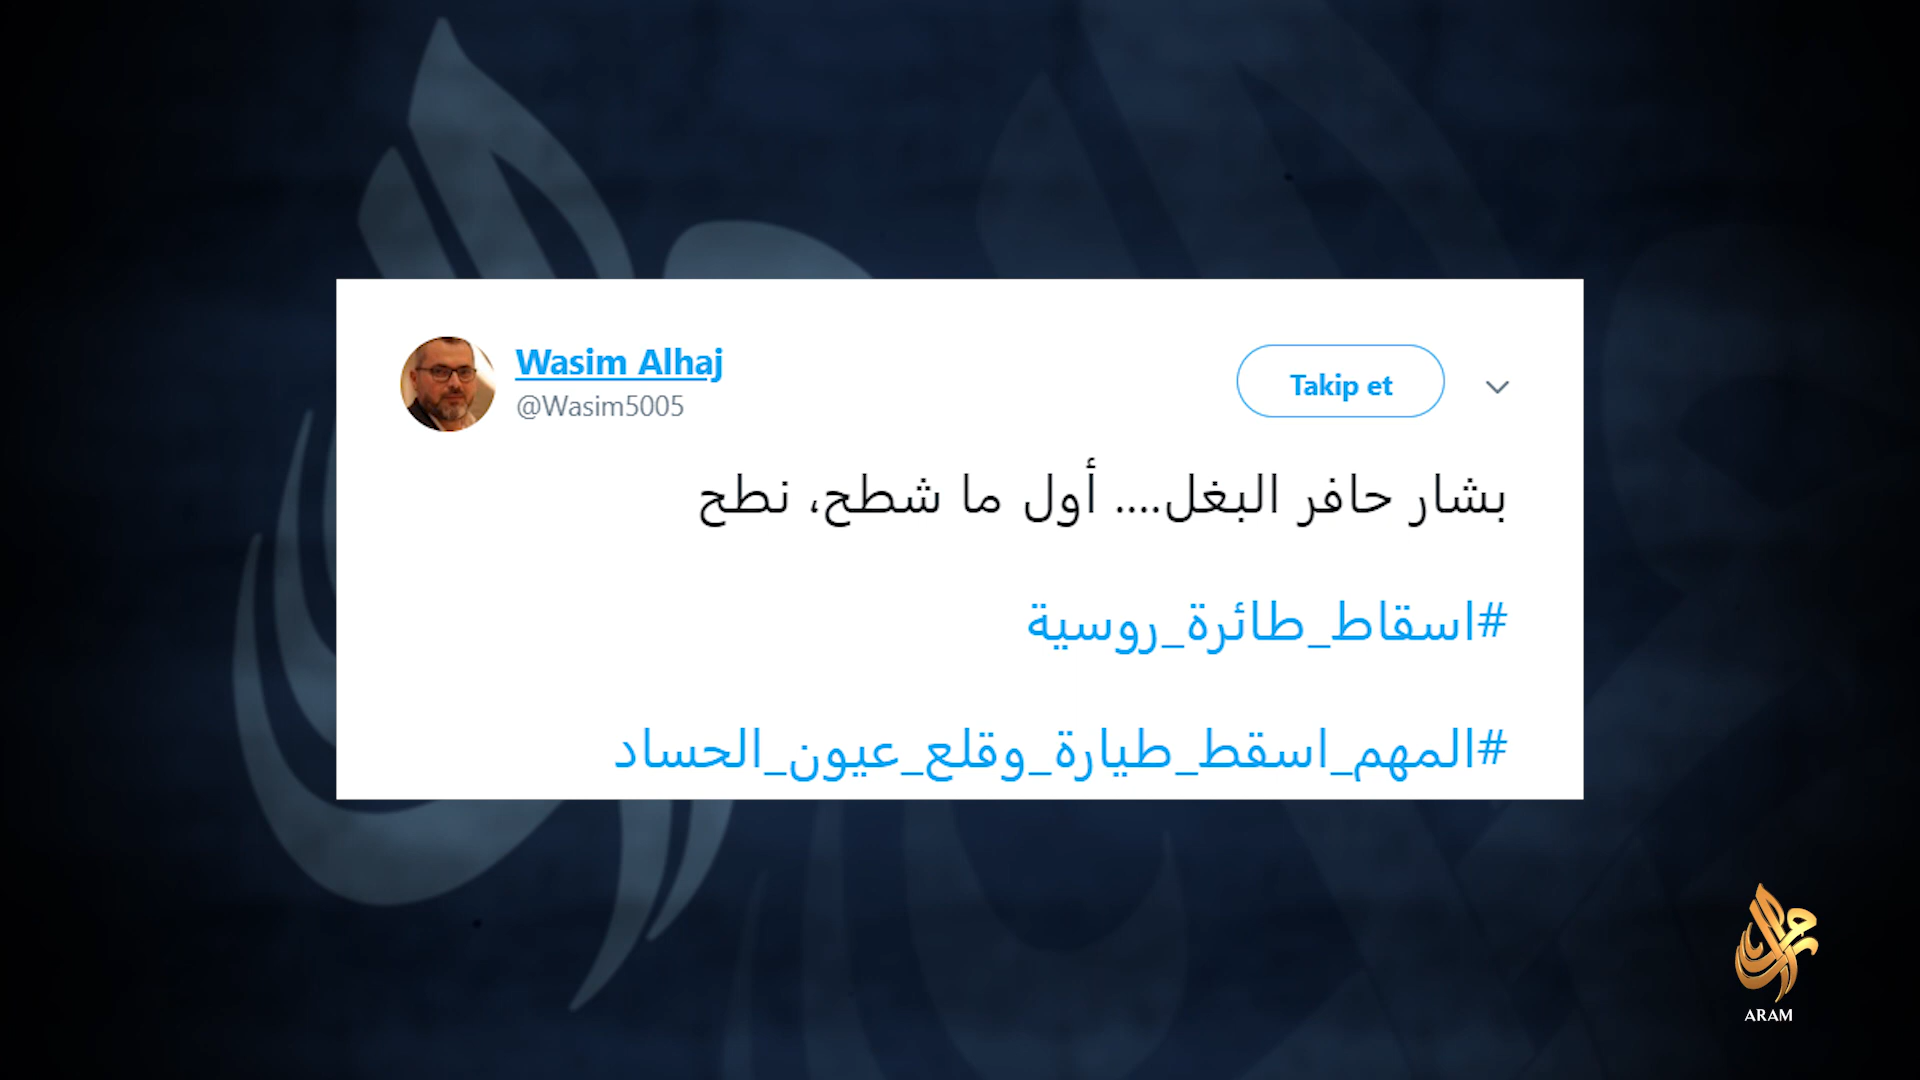 Wasim Alhaj
@Wasim5005
Takip et
بشار حافر البغل.... أول ما شطح، نطح
#اسقاط_طائرة_روسية
#المهم_اسقط_طيارة_وقلع_عيون_الحساد
ARAM